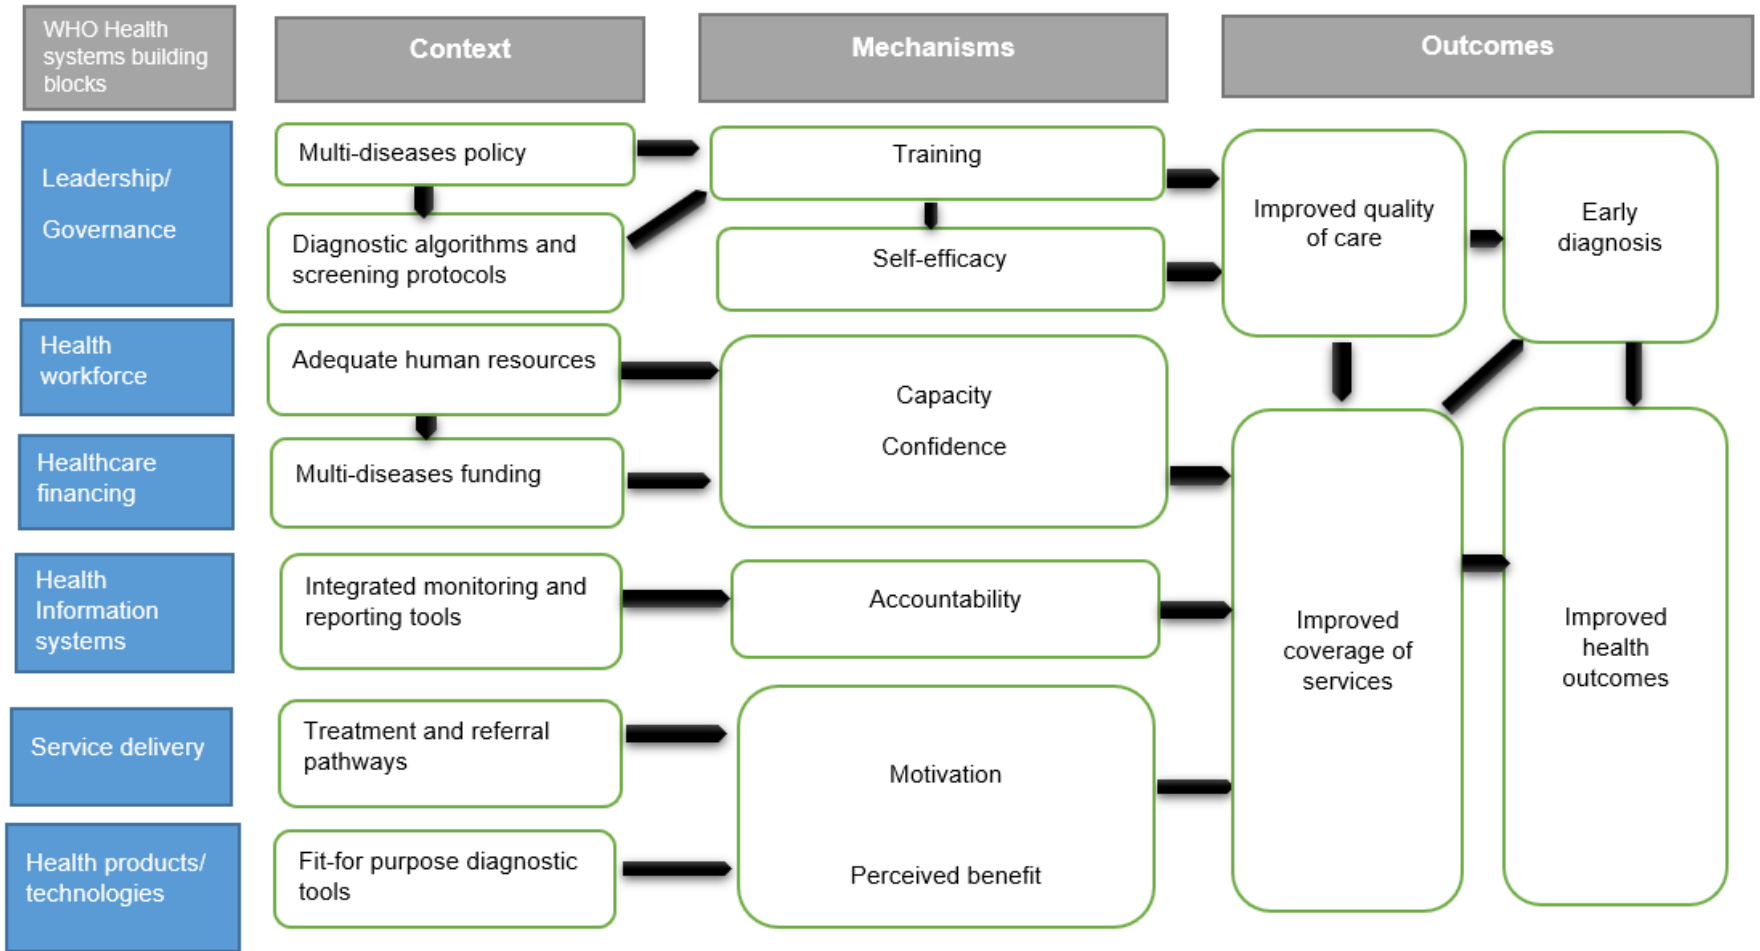 WHO Health
systems building
blocks
Context
Mechanisms
Outcomes
Leadership/
Governance
Multi-diseases policy
Diagnostic algorithms and
screening protocols
Training
Self-efficacy
Improved quality
of care
Early
diagnosis
Health
workforce
Adequate human resources
Capacity
Confidence
Healthcare
financing
Multi-diseases funding
Health
Information
systems
Integrated monitoring and
reporting tools
Accountability
Improved
coverage of
services
Improved
health
outcomes
Service delivery
Treatment and referral
pathways
Motivation
Perceived benefit
Health products/
technologies
Fit-for purpose diagnostic
tools